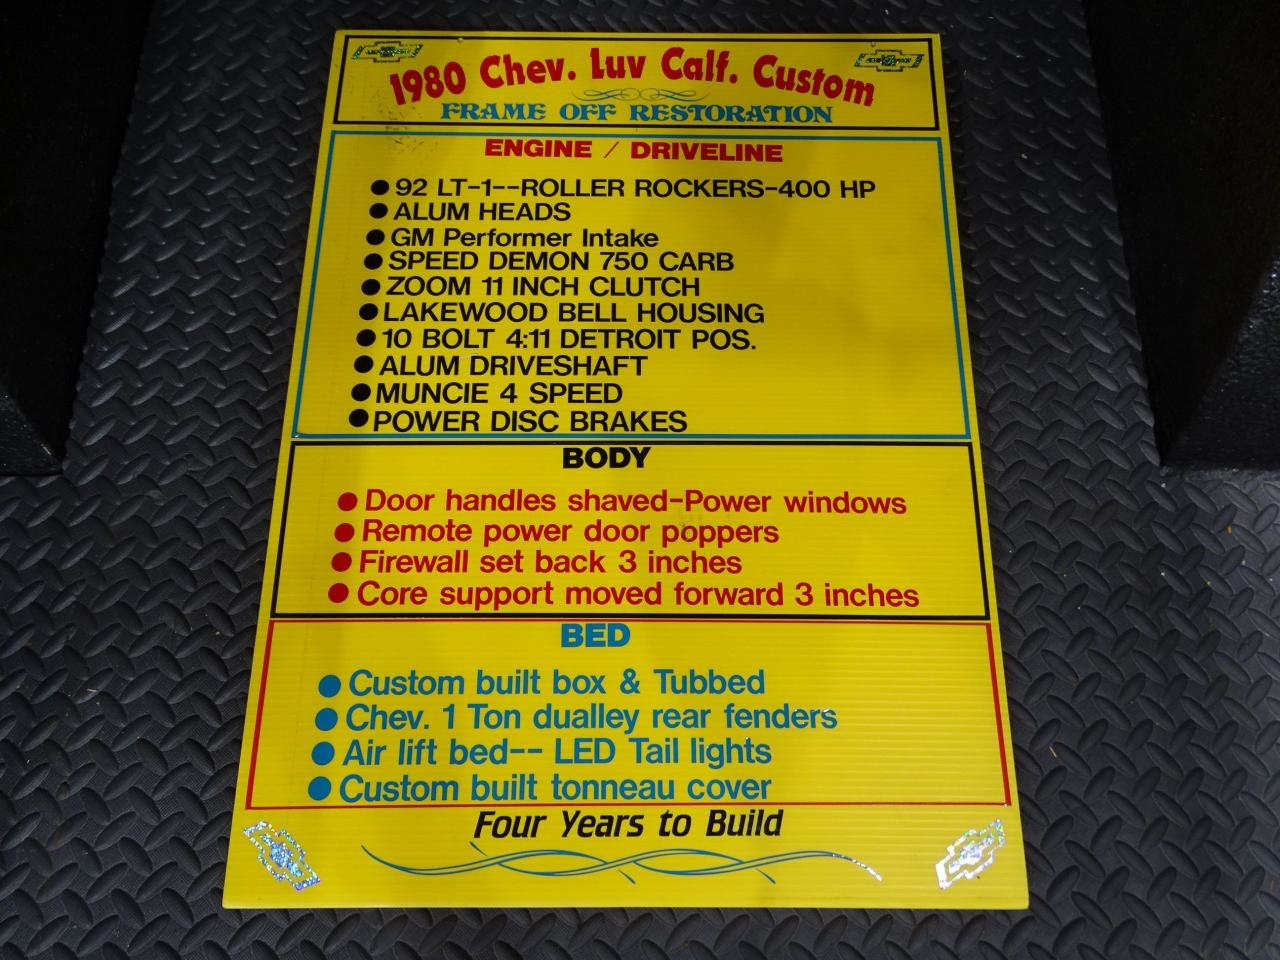 1980 Chev. Luv Calf. Custom
FRAME OFF RESTORATION
ENGINE / DRIVELINE
● 92 LT-1--ROLLER ROCKERS-400 HP
● ALUM HEADS
● GM Performer Intake
● SPEED DEMON 750 CARB
● ZOOM 11 INCH CLUTCH
● LAKEWOOD BELL HOUSING
● 10 BOLT 4:11 DETROIT POS.
● ALUM DRIVESHAFT
● MUNCIE 4 SPEED
● POWER DISC BRAKES
BODY
● Door handles shaved-Power windows
● Remote power door poppers
● Firewall set back 3 inches
● Core support moved forward 3 inches
BED
● Custom built box & Tubbed
● Chev. 1 Ton dualley rear fenders
● Air lift bed-- LED Tail lights
● Custom built tonneau cover
Four Years to Build